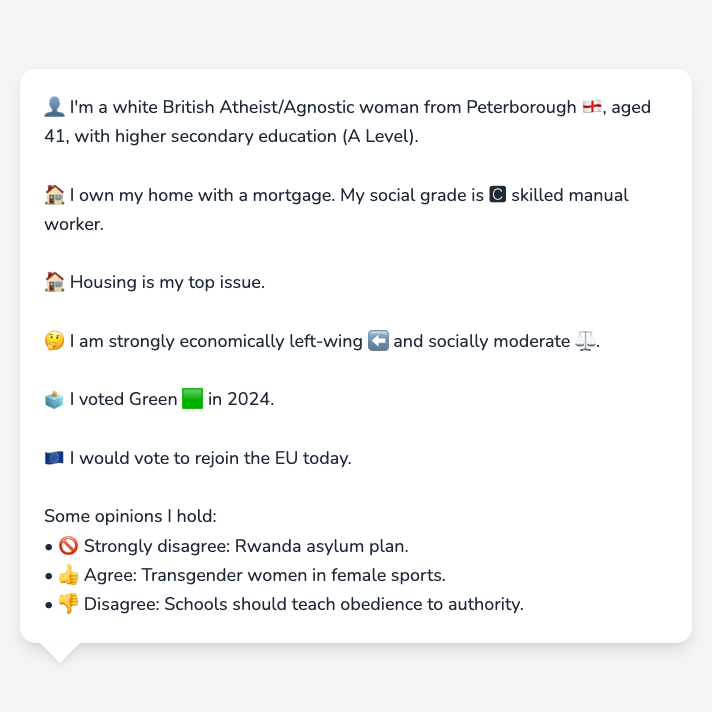 👤 I'm a white British Atheist/Agnostic woman from Peterborough 🏴󠁧󠁢󠁥󠁮󠁧󠁿, aged
41, with higher secondary education (A Level).
🏠 I own my home with a mortgage. My social grade is 🅲 skilled manual
worker.
🏠 Housing is my top issue.
🤔 I am strongly economically left-wing ⬅️ and socially moderate ⚖️.
🗳️ I voted Green 🟩 in 2024.
🇪🇺 I would vote to rejoin the EU today.
Some opinions I hold:
• 🚫 Strongly disagree: Rwanda asylum plan.
• 👍 Agree: Transgender women in female sports.
• 👎 Disagree: Schools should teach obedience to authority.